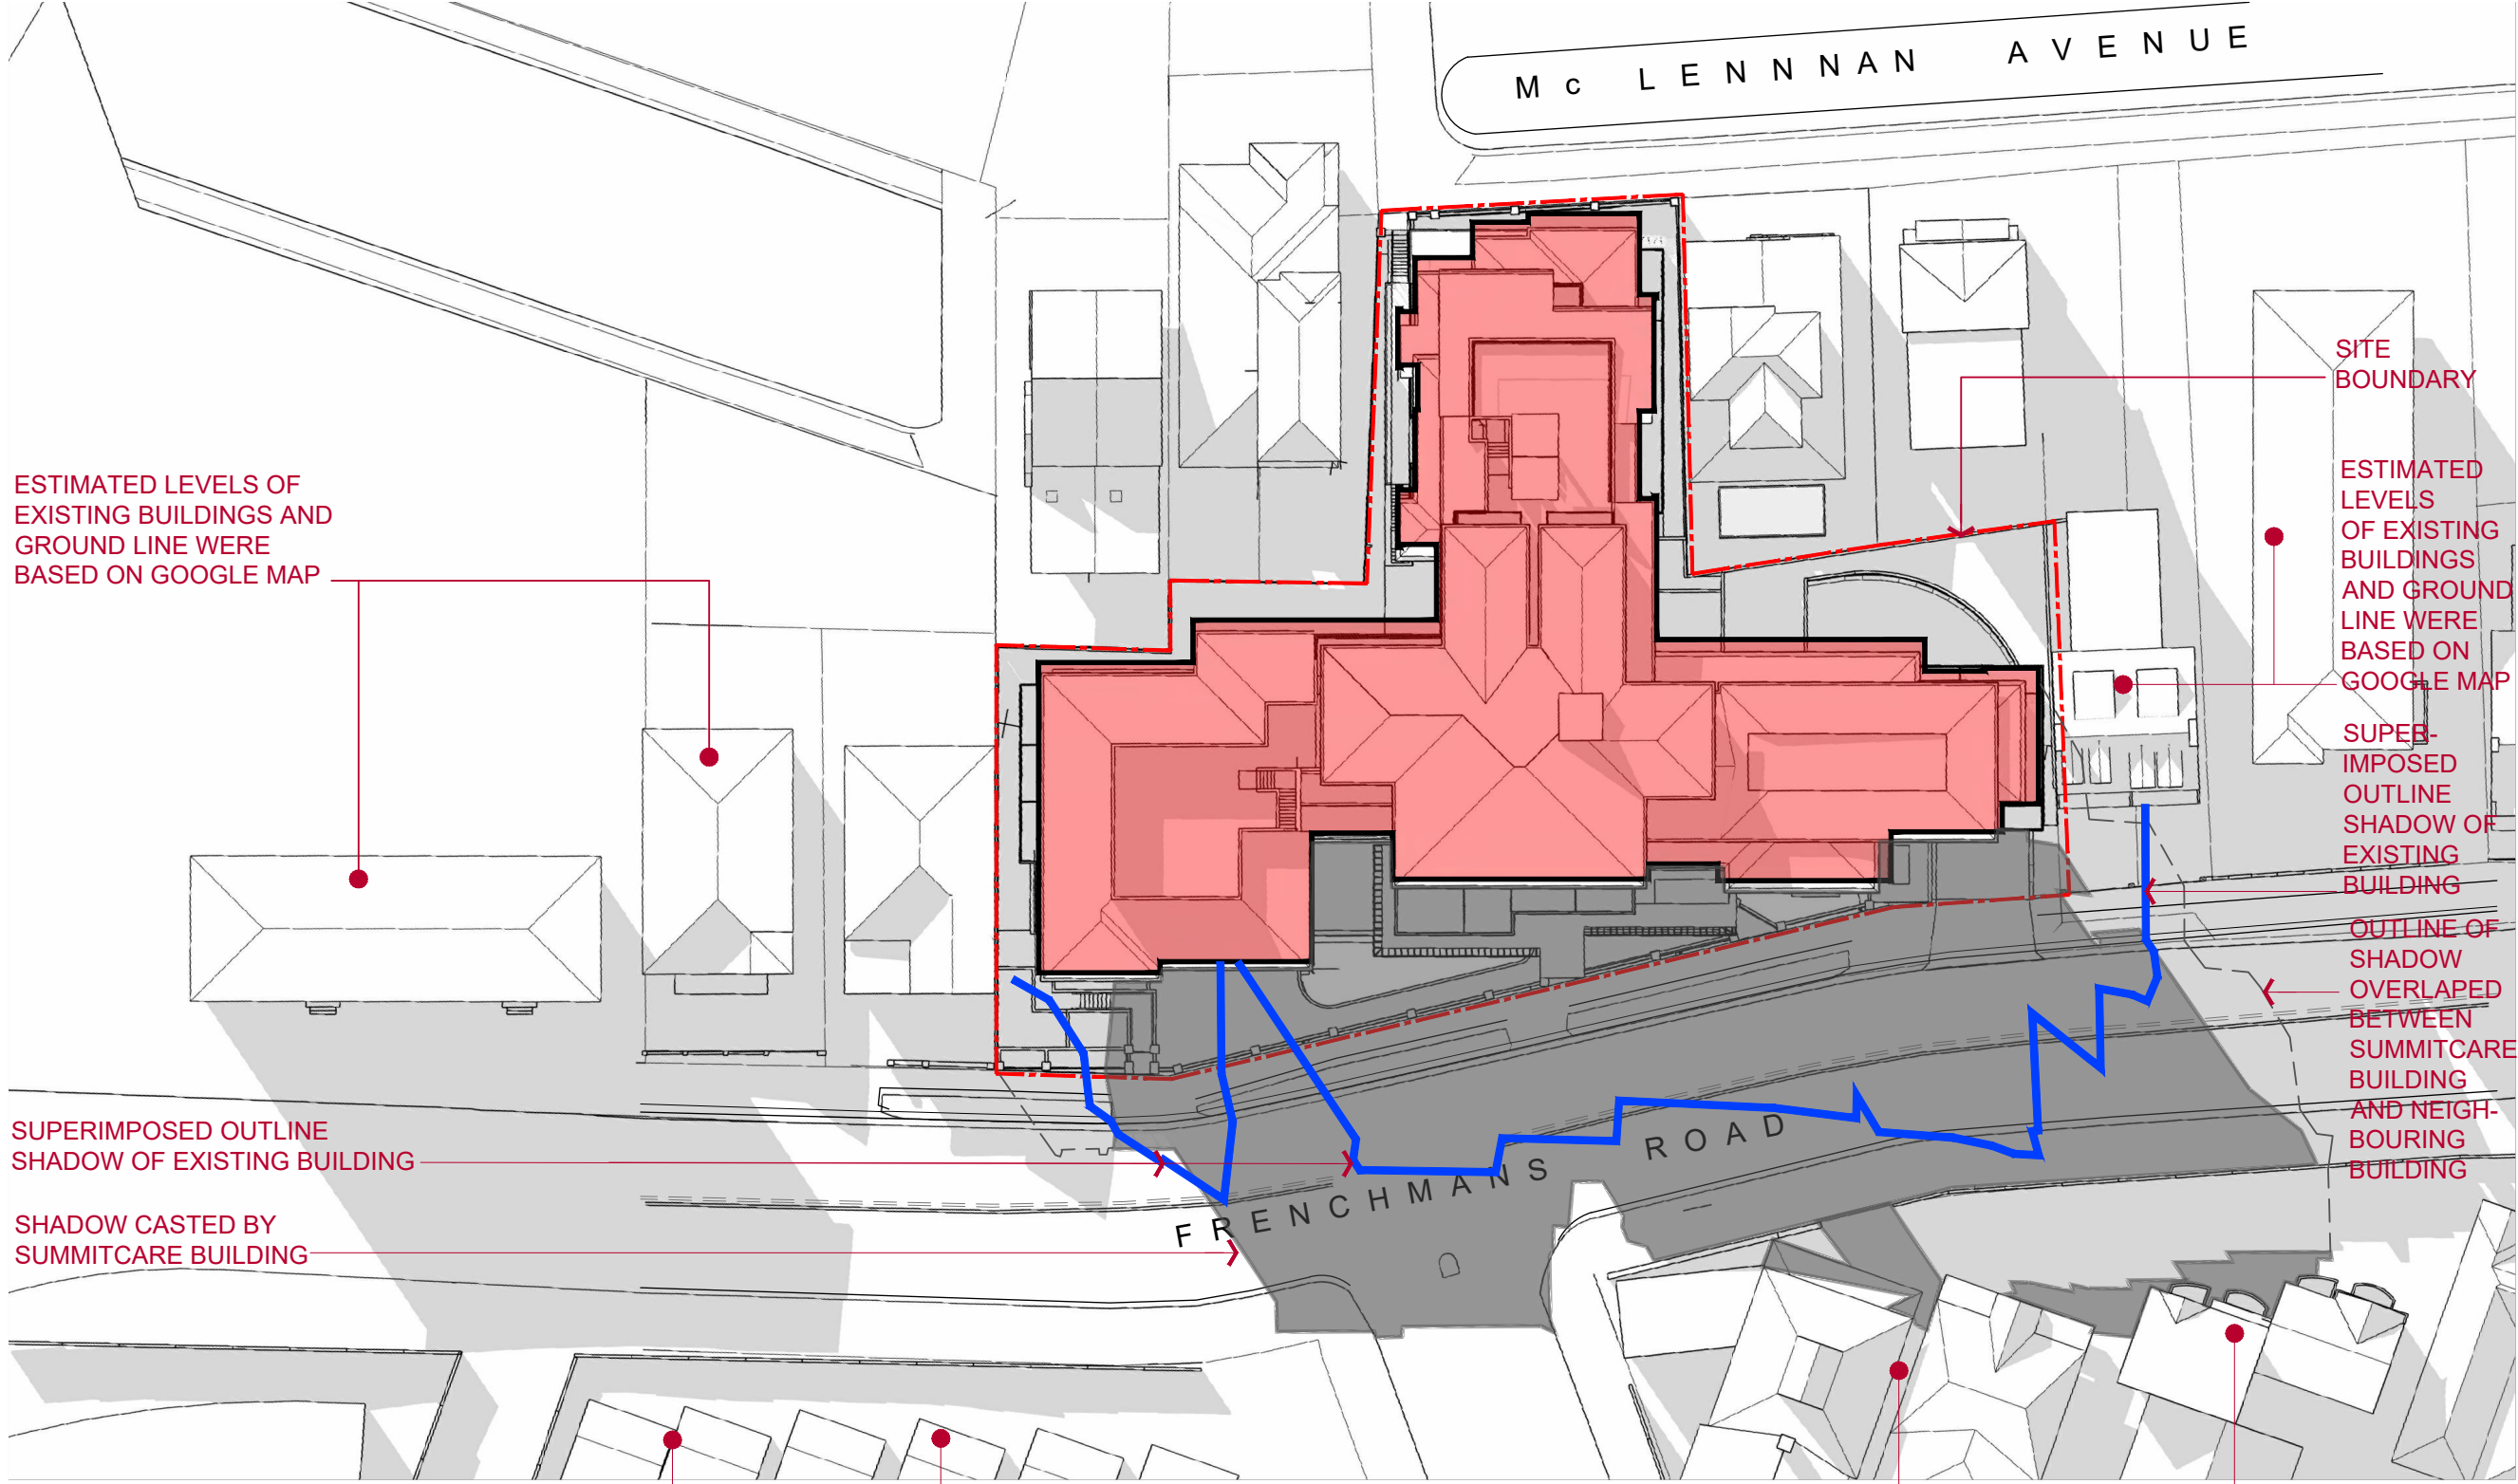 Mc LENNNAN AVENUE
SITE
BOUNDARY
ESTIMATED LEVELS OF
EXISTING BUILDINGS AND
GROUND LINE WERE
BASED ON GOOGLE MAP
ESTIMATED
LEVELS
OF EXISTING
BUILDINGS
AND GROUND
LINE WERE
BASED ON
GOOGLE MAP
SUPER-
IMPOSED
OUTLINE
SHADOW OF
EXISTING
BUILDING
OUTLINE OF
SHADOW
OVERLAPED
BETWEEN
SUMMITCARE
BUILDING
AND NEIGH-
BOURING
BUILDING
SUPERIMPOSED OUTLINE
SHADOW OF EXISTING BUILDING
FRENCHMANS ROAD
SHADOW CASTED BY
SUMMITCARE BUILDING